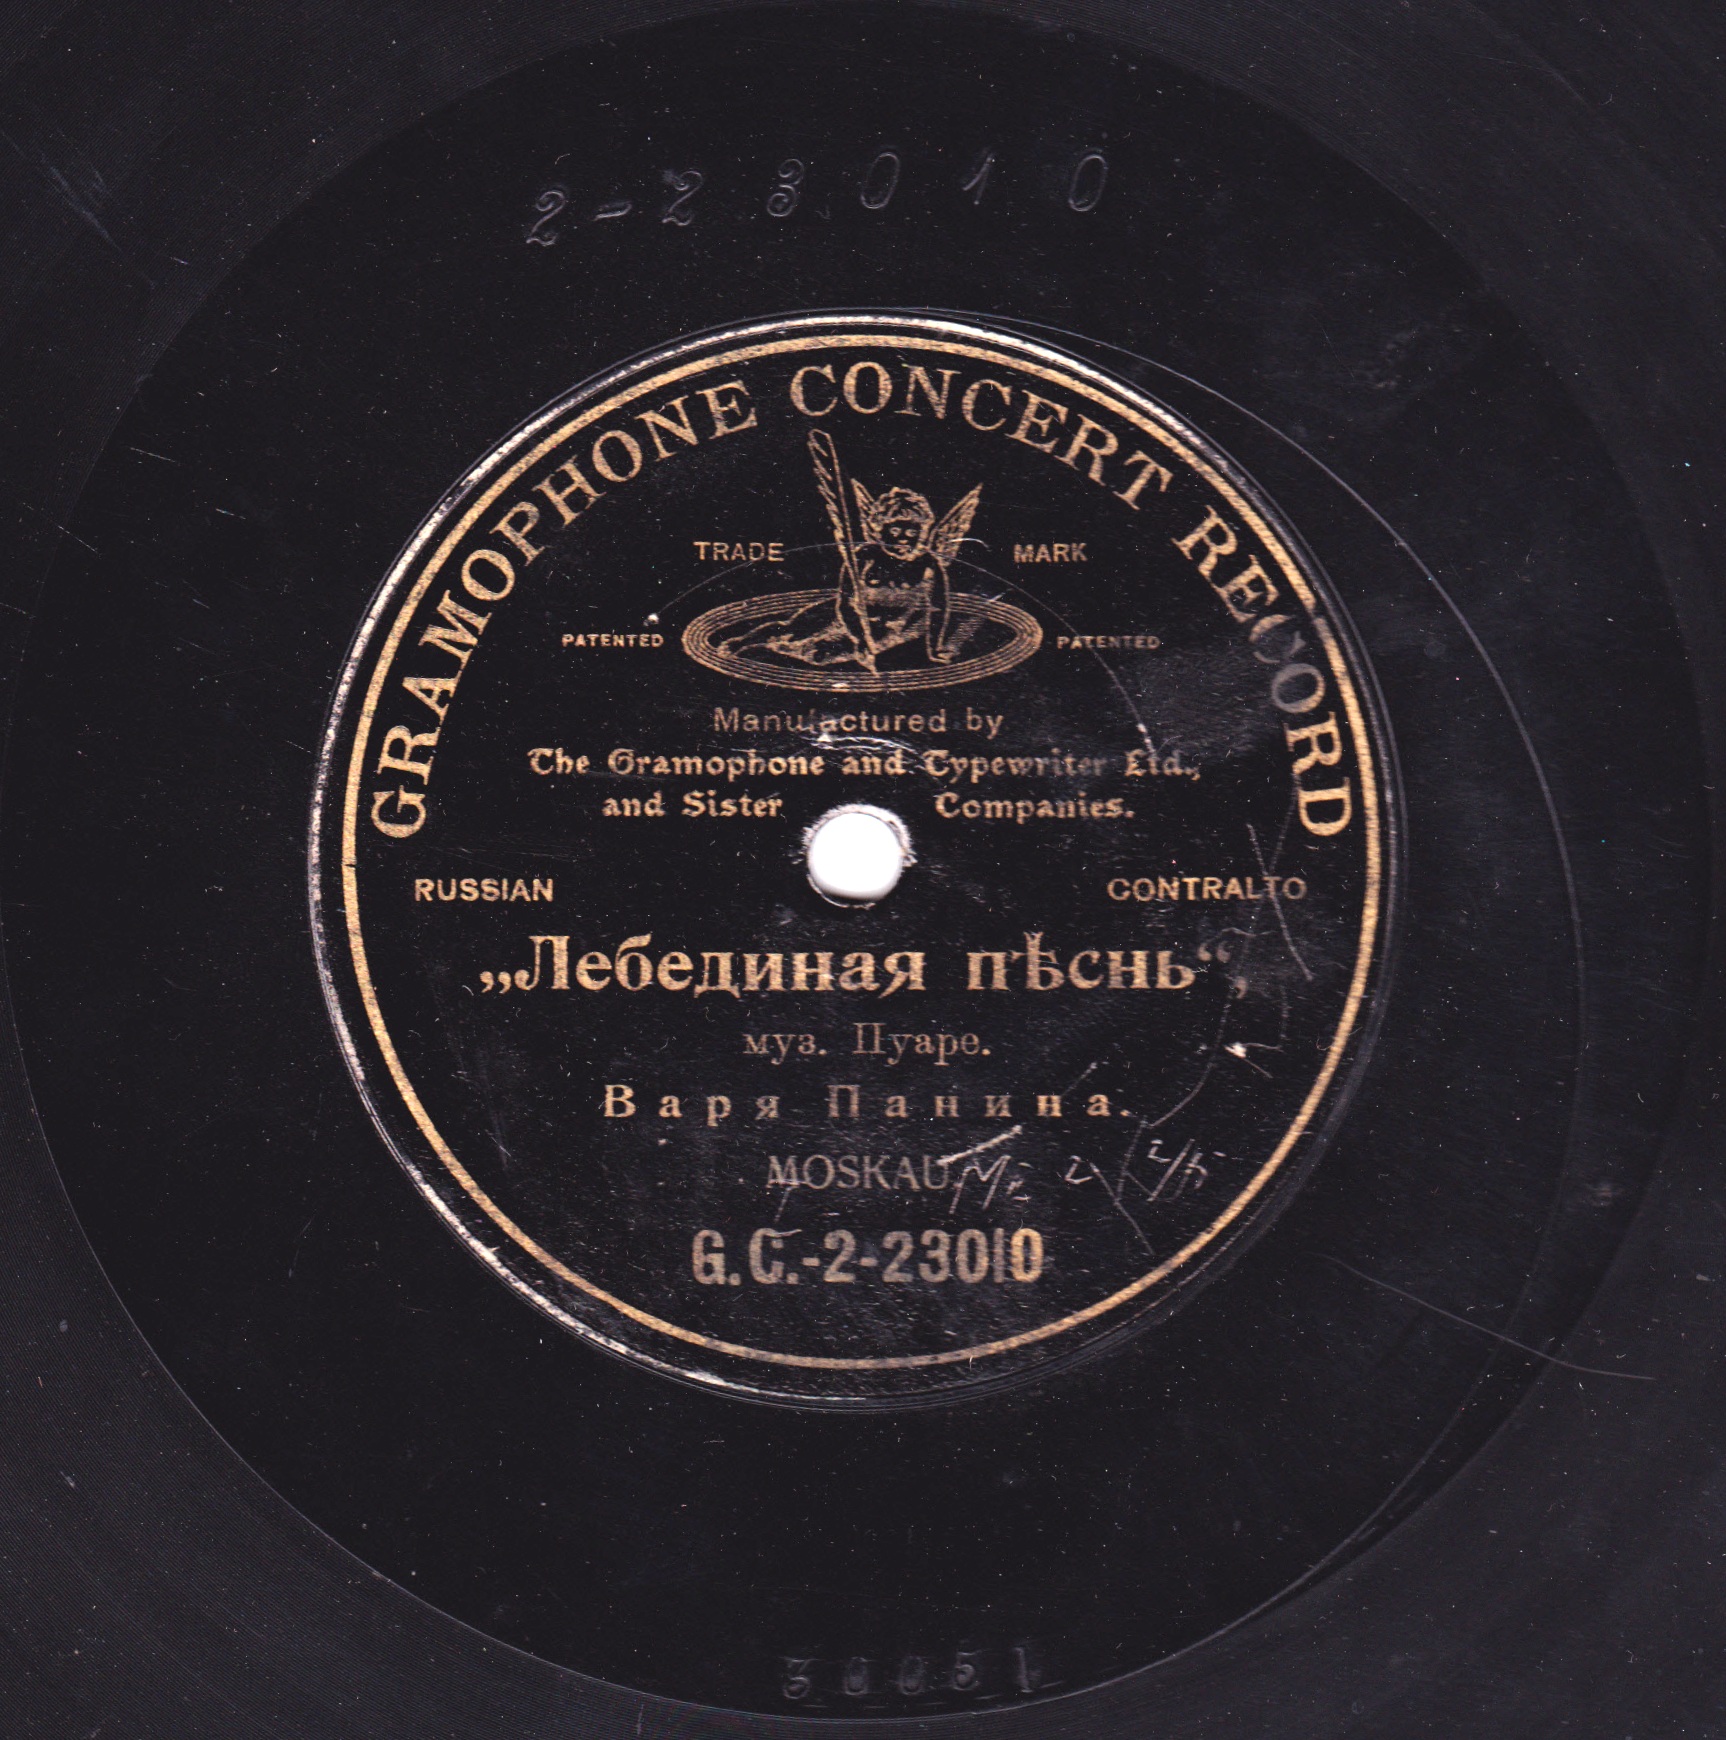 2-23010
GRAMOPHONE CONCERT RECORD
TRADE MARK
PATENTED PATENTED
Manufactured by
The Gramophone and Typewriter Ltd.,
and Sister Companies.
RUSSIAN CONTRALTO
„Лебединая пѣснь“,
муз. Пуаре.
Варя Панина.
MOSKAU.
G.C.-2-23010
30051